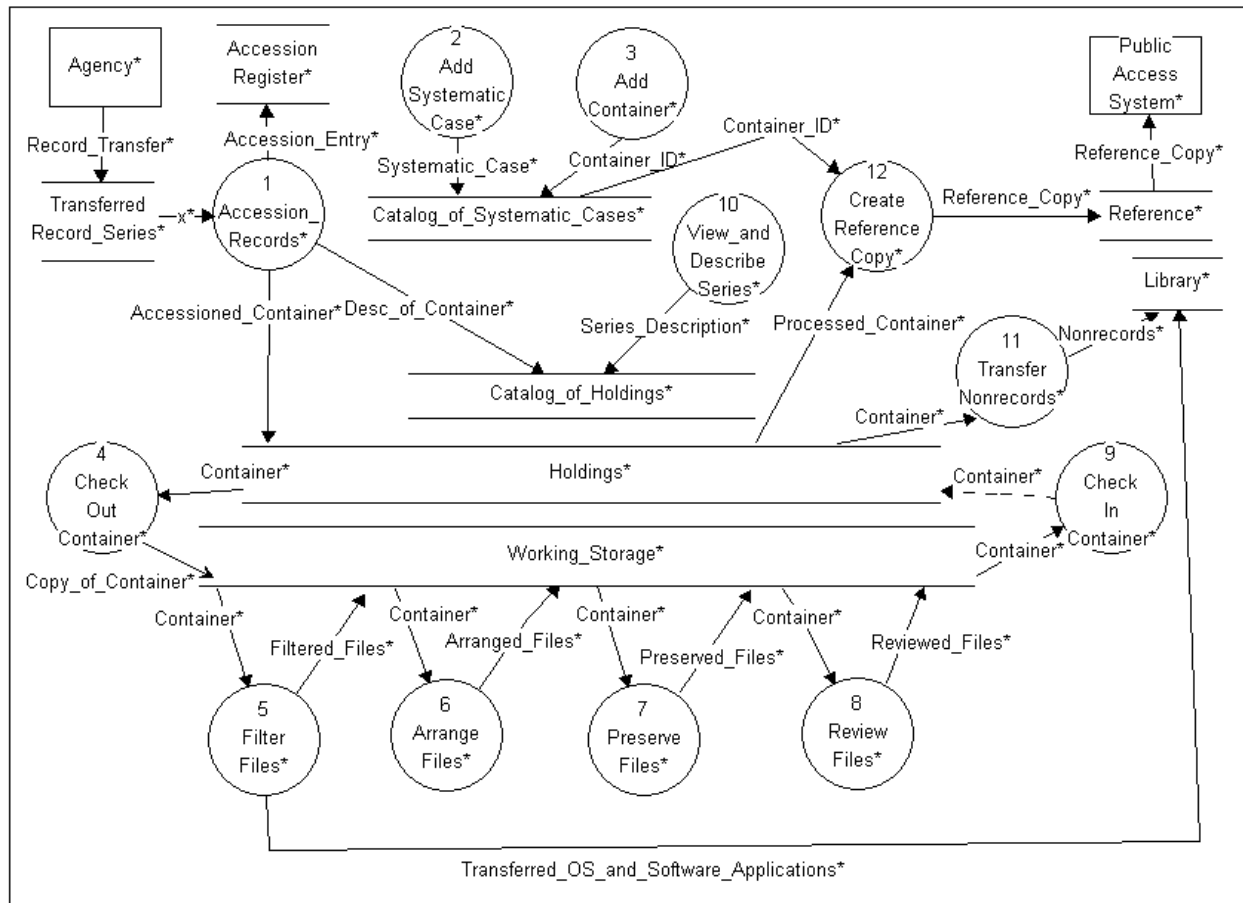 Agency*
Accession
Register*
2
Add
Systematic
Case*
3
Add
Container*
Public
Access
System*
Record_Transfer*
Accession_Entry*
Systematic_Case*
Container_ID*
Container_ID*
Reference_Copy*
Transferred
Record_Series*
x*
1
Accession_
Records*
Catalog_of_Systematic_Cases*
10
View_and
Describe
Series*
12
Create
Reference
Copy*
Reference_Copy*
Reference*
Library*
Accessioned_Container*
Desc_of_Container*
Series_Description*
Processed_Container*
11
Transfer
Nonrecords*
Nonrecords*
Catalog_of_Holdings*
Container*
4
Check
Out
Container*
Container*
Holdings*
Container*
9
Check
In
Container*
Working_Storage*
Container*
Copy_of_Container*
Container*
Filtered_Files*
Container*
Arranged_Files*
Container*
Preserved_Files*
Container*
Reviewed_Files*
5
Filter
Files*
6
Arrange
Files*
7
Preserve
Files*
8
Review
Files*
Transferred_OS_and_Software_Applications*